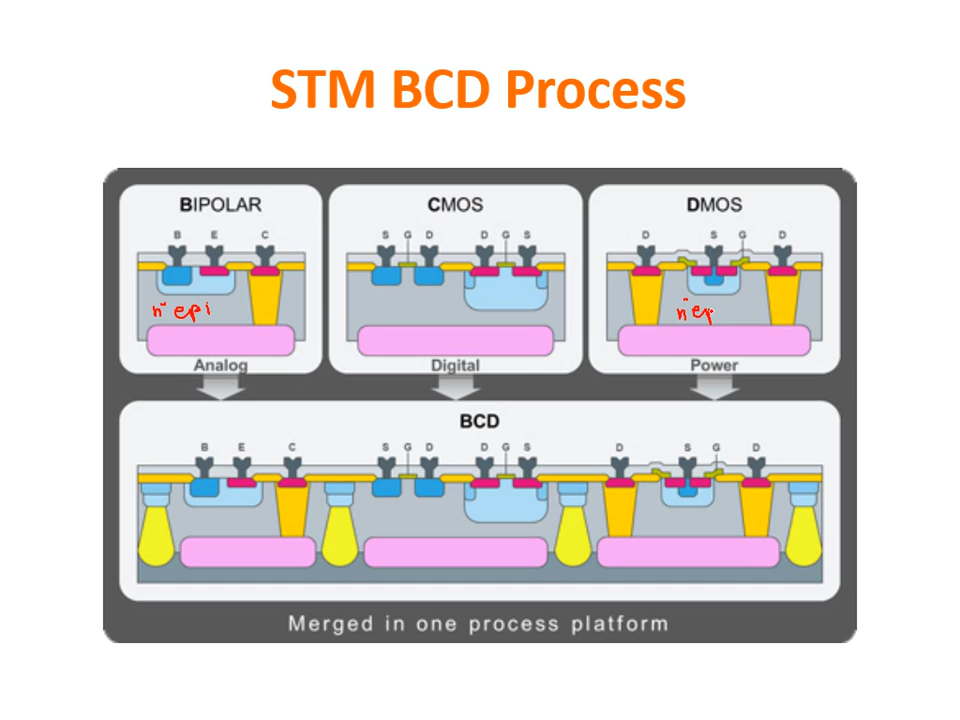 STM BCD Process
BIPOLAR
CMOS
DMOS
B E C
S G D D G S
D S G D
n⁻ epi
n⁻ep
Analog
Digital
Power
BCD
B E C S G D D G S D S G D
Merged in one process platform